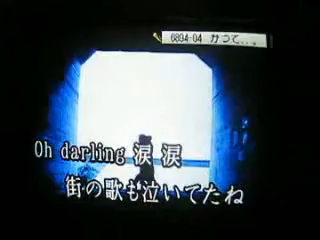 6804-04 かつて...。
Oh darling 涙 涙
街の歌も泣いてたね